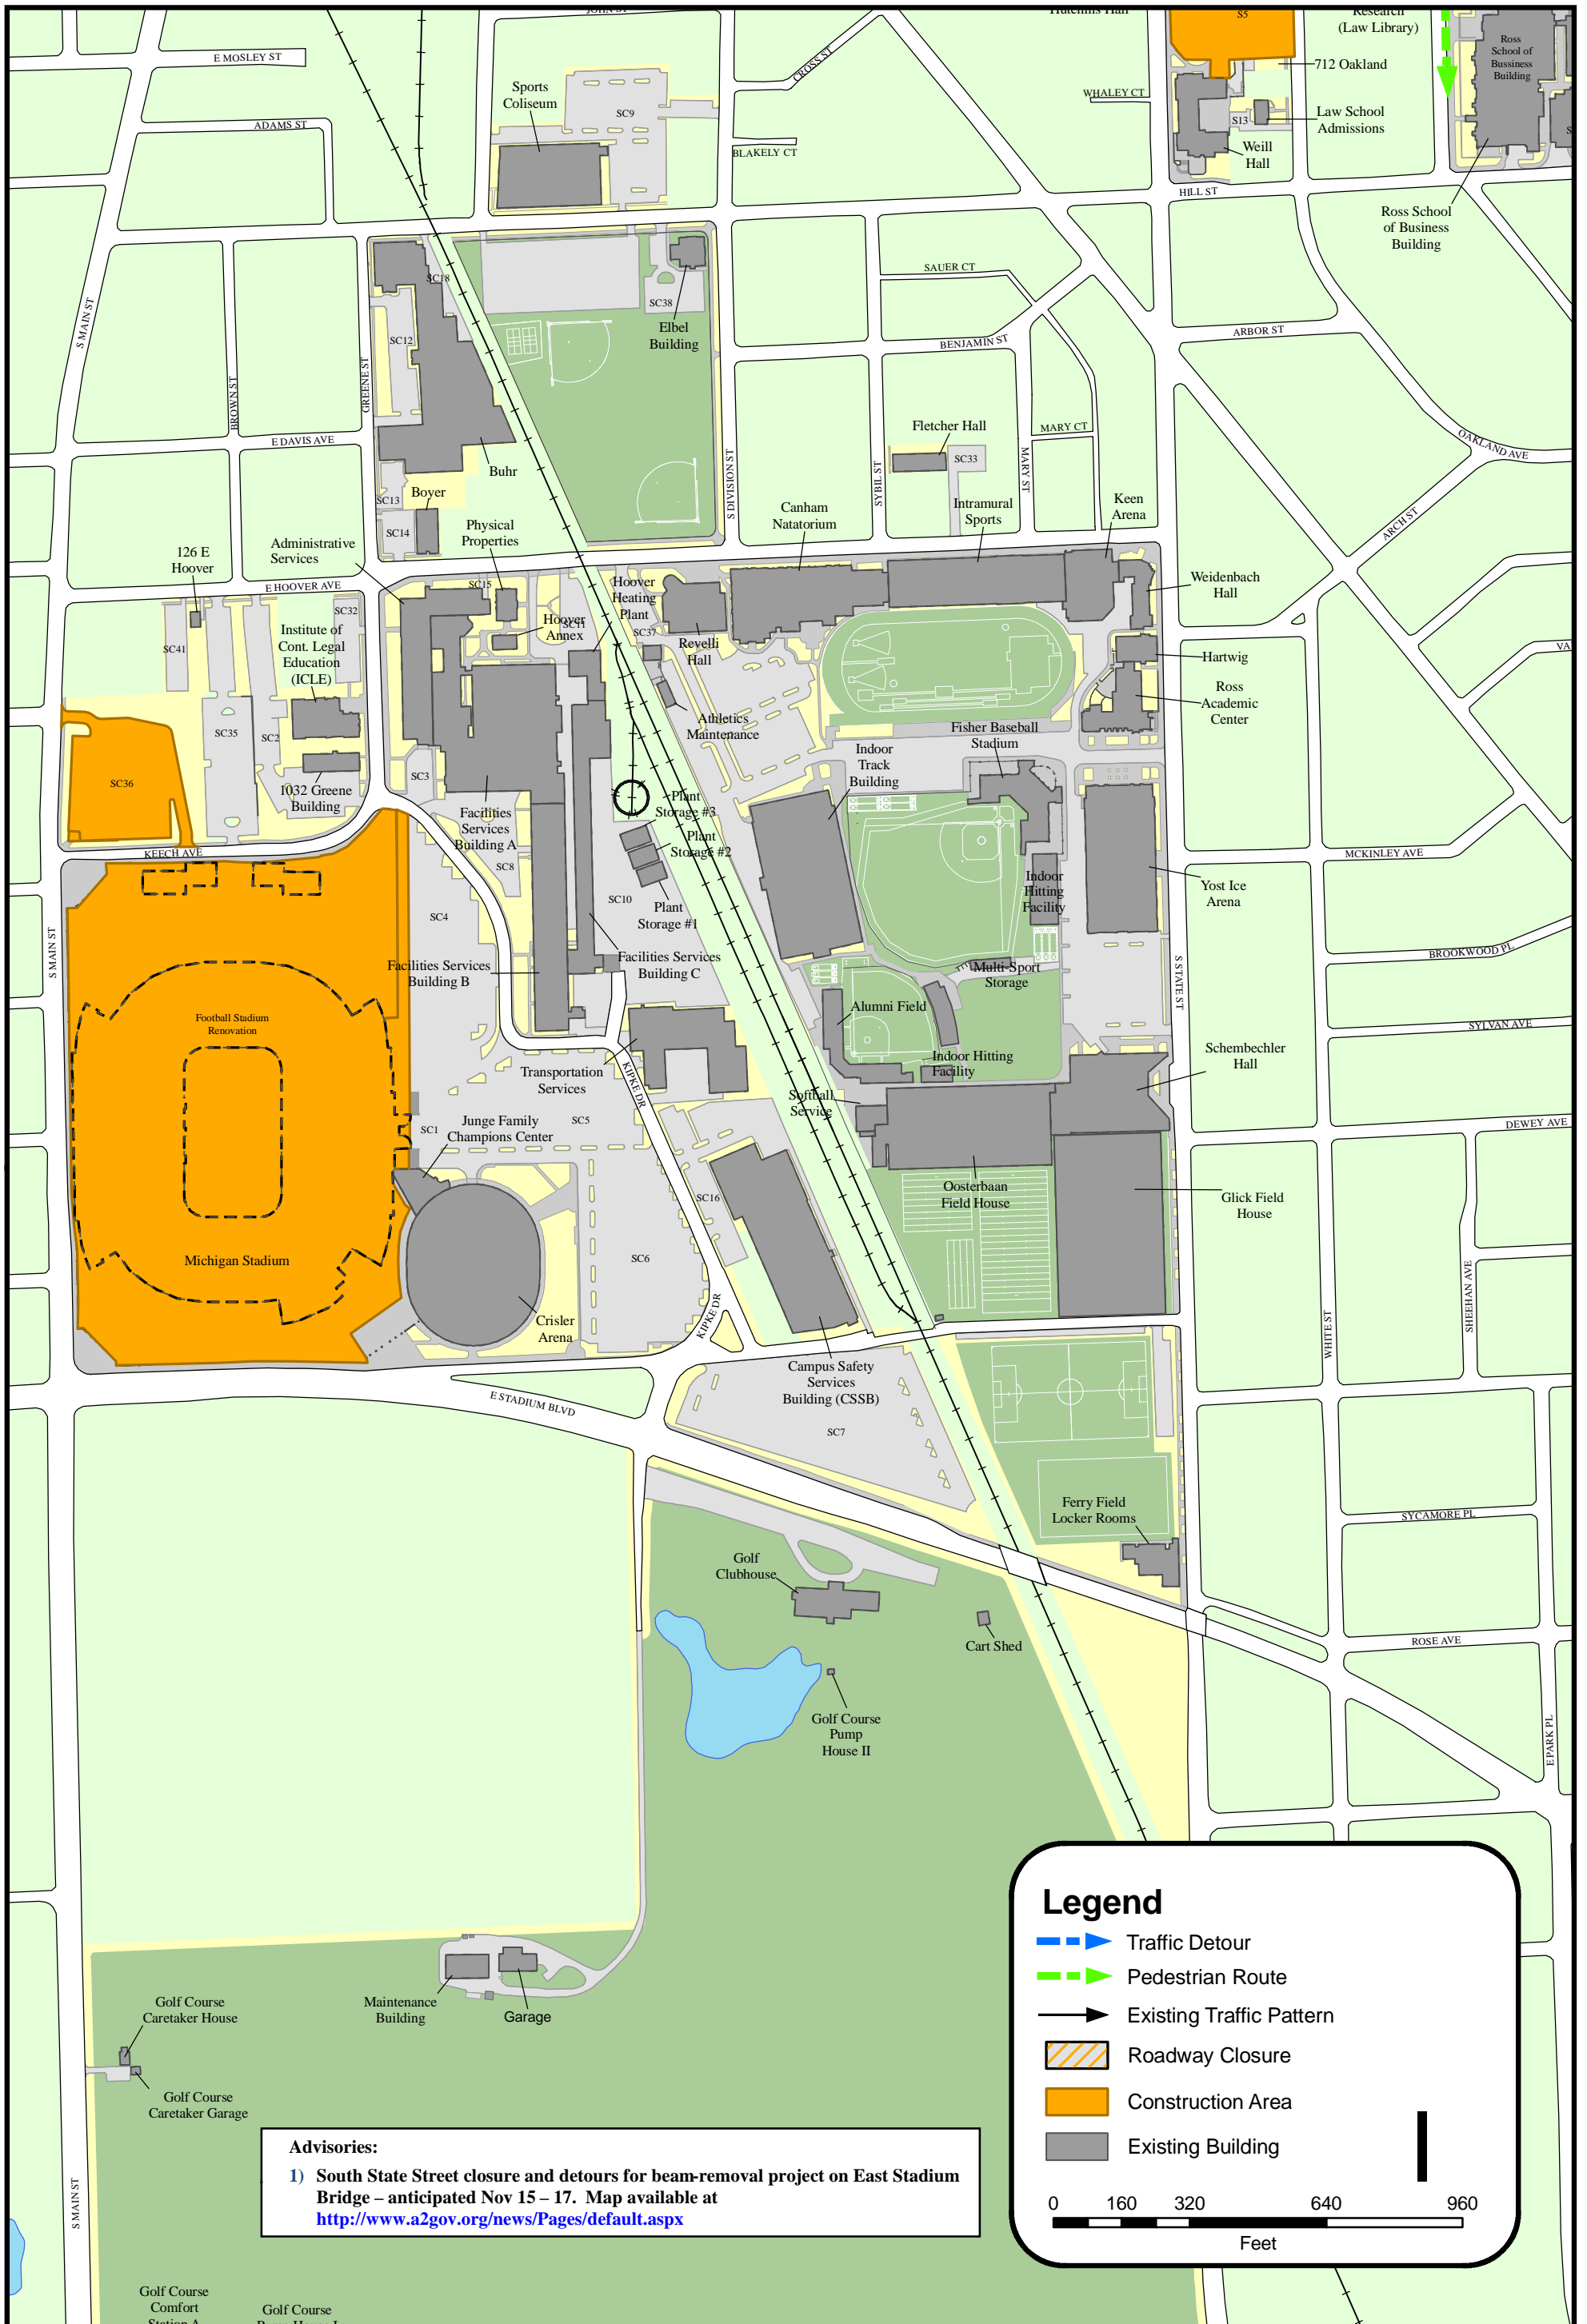 JOHN ST
Hutchins Hall
S5
Research
(Law Library)
Ross
School of
Bussiness
Building
E MOSLEY ST
CROSS ST
712 Oakland
Sports
Coliseum
SC9
WHALEY CT
ADAMS ST
S13
Law School
Admissions
BLAKELY CT
Weill
Hall
HILL ST
Ross School
of Business
Building
SC18
SAUER CT
SC38
S MAIN ST
Elbel
Building
SC12
ARBOR ST
BENJAMIN ST
BROWN ST
GREENE ST
E DAVIS AVE
Fletcher Hall
MARY CT
OAKLAND AVE
SC33
Buhr
S DIVISION ST
SYBIL ST
MARY ST
SC13
Boyer
Canham
Natatorium
Intramural
Sports
Keen
Arena
ARCH ST
SC14
Physical
Properties
Administrative
Services
126 E
Hoover
E HOOVER AVE
SC15
Hoover
Heating
Plant
Weidenbach
Hall
SC32
SC11
Hoover
Annex
SC37
Revelli
Hall
Institute of
Cont. Legal
Education
(ICLE)
SC41
VA
Hartwig
Ross
Academic
Center
SC35
SC2
Athletics
Maintenance
Fisher Baseball
Stadium
Indoor
Track
Building
SC36
SC3
1032 Greene
Building
Plant
Storage #3
Facilities
Services
Building A
Plant
Storage #2
KEECH AVE
MCKINLEY AVE
SC8
Indoor
Hitting
Facility
Yost Ice
Arena
SC10
SC4
Plant
Storage #1
S MAIN ST
BROOKWOOD PL
Facilities Services
Building B
Facilities Services
Building C
Multi-Sport
Storage
S STATE ST
Alumni Field
Football Stadium
Renovation
SYLVAN AVE
Schembechler
Hall
Indoor Hitting
Facility
Transportation
Services
KIPKE DR
Softball
Service
Junge Family
Champions Center
SC1
SC5
DEWEY AVE
Oosterbaan
Field House
SC16
Glick Field
House
Michigan Stadium
SC6
SHEEHAN AVE
Crisler
Arena
KIPKE DR
WHITE ST
Campus Safety
Services
Building (CSSB)
E STADIUM BLVD
SC7
Ferry Field
Locker Rooms
SYCAMORE PL
Golf
Clubhouse
Cart Shed
ROSE AVE
Golf Course
Pump
House II
E PARK PL
Legend
Traffic Detour
Pedestrian Route
Existing Traffic Pattern
Roadway Closure
Construction Area
Existing Building
0 160 320 640 960
Feet
Maintenance
Building
Garage
Golf Course
Caretaker House
Golf Course
Caretaker Garage
Advisories:
1) South State Street closure and detours for beam-removal project on East Stadium
Bridge – anticipated Nov 15 – 17. Map available at
http://www.a2gov.org/news/Pages/default.aspx
S MAIN ST
Golf Course
Comfort
Station A
Golf Course